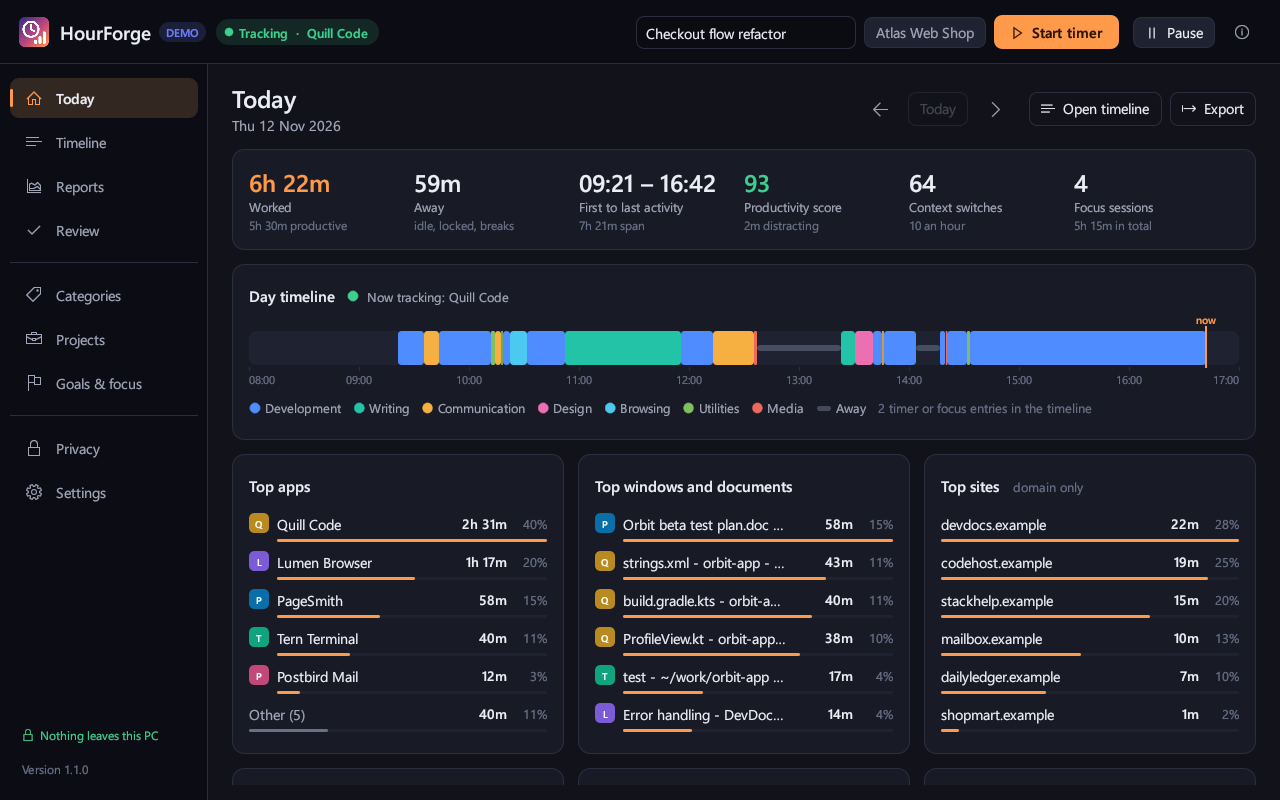 HourForge DEMO Tracking · Quill Code Checkout flow refactor Atlas Web Shop Start timer Pause
Today
Timeline
Reports
Review
Categories
Projects
Goals & focus
Privacy
Settings
Nothing leaves this PC
Version 1.1.0
Today
Thu 12 Nov 2026
Today Open timeline Export
6h 22m 59m 09:21 – 16:42 93 64 4
Worked Away First to last activity Productivity score Context switches Focus sessions
5h 30m productive idle, locked, breaks 7h 21m span 2m distracting 10 an hour 5h 15m in total
Day timeline Now tracking: Quill Code
now
08:00 09:00 10:00 11:00 12:00 13:00 14:00 15:00 16:00 17:00
Development Writing Communication Design Browsing Utilities Media Away 2 timer or focus entries in the timeline
Top apps
Q Quill Code 2h 31m 40%
L Lumen Browser 1h 17m 20%
P PageSmith 58m 15%
T Tern Terminal 40m 11%
P Postbird Mail 12m 3%
Other (5) 40m 11%
Top windows and documents
P Orbit beta test plan.doc ... 58m 15%
Q strings.xml - orbit-app - ... 43m 11%
Q build.gradle.kts - orbit-a... 40m 11%
Q ProfileView.kt - orbit-app... 38m 10%
T test - ~/work/orbit-app ... 17m 4%
L Error handling - DevDoc... 14m 4%
Top sites domain only
devdocs.example 22m 28%
codehost.example 19m 25%
stackhelp.example 15m 20%
mailbox.example 10m 13%
dailyledger.example 7m 10%
shopmart.example 1m 2%